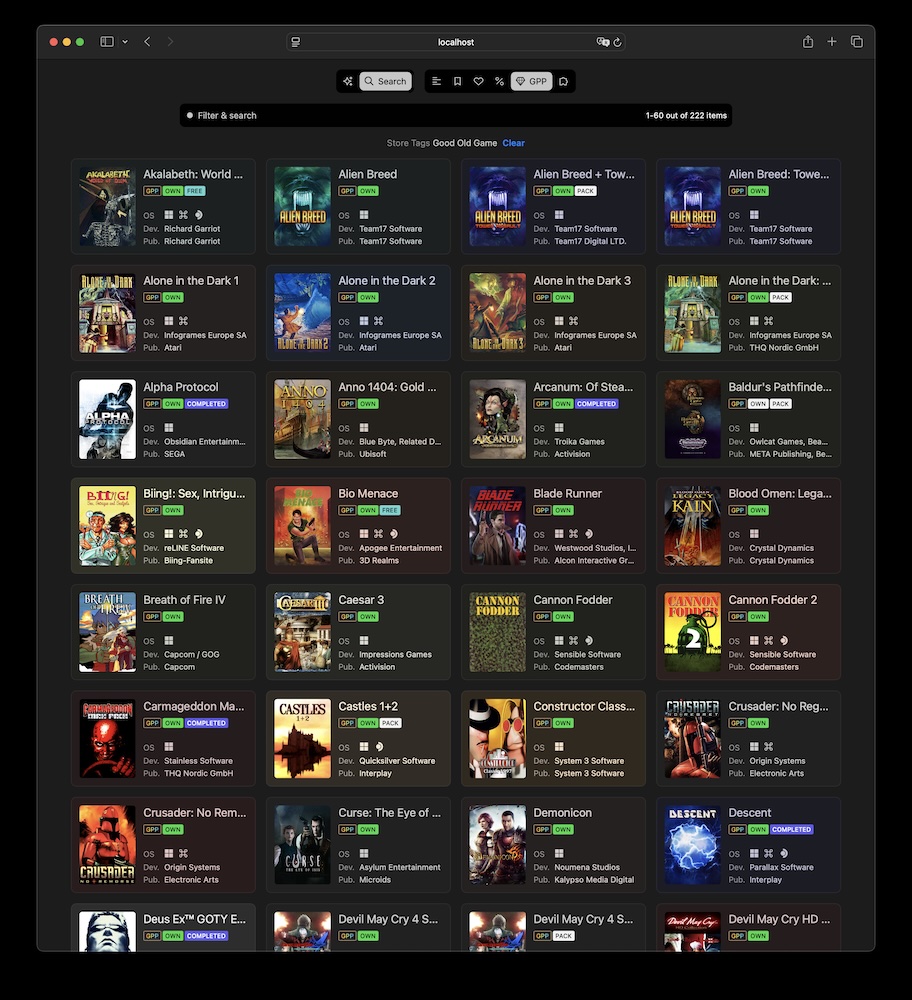 localhost
Search
GPP
Filter & search
1-60 out of 222 items
Store Tags Good Old Game Clear
Akalabeth: World ...
GPP OWN FREE
OS
Dev. Richard Garriot
Pub. Richard Garriot
Alien Breed
GPP OWN
OS
Dev. Team17 Software
Pub. Team17 Software
Alien Breed + Tow...
GPP OWN PACK
OS
Dev. Team17 Software
Pub. Team17 Digital LTD.
Alien Breed: Towe...
GPP OWN
OS
Dev. Team17 Software
Pub. Team17 Software
Alone in the Dark 1
GPP OWN
OS
Dev. Infogrames Europe SA
Pub. Atari
Alone in the Dark 2
GPP OWN
OS
Dev. Infogrames Europe SA
Pub. Atari
Alone in the Dark 3
GPP OWN
OS
Dev. Infogrames Europe SA
Pub. Atari
Alone in the Dark: ...
GPP OWN PACK
OS
Dev. Infogrames Europe SA
Pub. THQ Nordic GmbH
Alpha Protocol
GPP OWN COMPLETED
OS
Dev. Obsidian Entertainm...
Pub. SEGA
Anno 1404: Gold ...
GPP OWN
OS
Dev. Blue Byte, Related D...
Pub. Ubisoft
Arcanum: Of Stea...
GPP OWN COMPLETED
OS
Dev. Troika Games
Pub. Activision
Baldur's Pathfinde...
GPP OWN PACK
OS
Dev. Owlcat Games, Bea...
Pub. META Publishing, Be...
Biing!: Sex, Intrigu...
GPP OWN
OS
Dev. reLINE Software
Pub. Biing-Fansite
Bio Menace
GPP OWN FREE
OS
Dev. Apogee Entertainment
Pub. 3D Realms
Blade Runner
GPP OWN
OS
Dev. Westwood Studios, I...
Pub. Alcon Interactive Gr...
Blood Omen: Lega...
GPP OWN
OS
Dev. Crystal Dynamics
Pub. Crystal Dynamics
Breath of Fire IV
GPP OWN
OS
Dev. Capcom / GOG
Pub. Capcom
Caesar 3
GPP OWN
OS
Dev. Impressions Games
Pub. Activision
Cannon Fodder
GPP OWN
OS
Dev. Sensible Software
Pub. Codemasters
Cannon Fodder 2
GPP OWN
OS
Dev. Sensible Software
Pub. Codemasters
Carmageddon Ma...
GPP OWN COMPLETED
OS
Dev. Stainless Software
Pub. THQ Nordic GmbH
Castles 1+2
GPP OWN PACK
OS
Dev. Quicksilver Software
Pub. Interplay
Constructor Class...
GPP OWN
OS
Dev. System 3 Software
Pub. System 3 Software
Crusader: No Reg...
GPP OWN
OS
Dev. Origin Systems
Pub. Electronic Arts
Crusader: No Rem...
GPP OWN
OS
Dev. Origin Systems
Pub. Electronic Arts
Curse: The Eye of ...
GPP OWN
OS
Dev. Asylum Entertainment
Pub. Microids
Demonicon
GPP OWN
OS
Dev. Noumena Studios
Pub. Kalypso Media Digital
Descent
GPP OWN COMPLETED
OS
Dev. Parallax Software
Pub. Interplay
Deus Ex™ GOTY E...
GPP OWN COMPLETED
Devil May Cry 4 S...
GPP OWN
Devil May Cry 4 S...
GPP PACK
Devil May Cry HD ...
GPP OWN